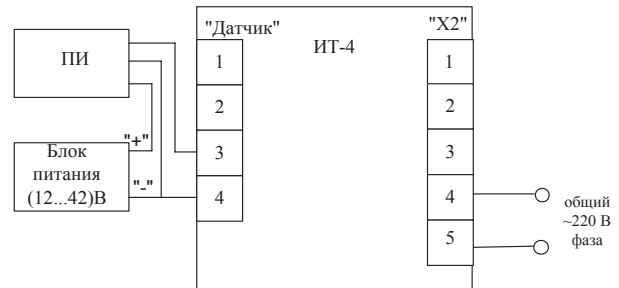 "Датчик"
"Х2"
ИТ-4
ПИ
1
2
3
4
1
2
3
4
5
"+"
Блок
питания
(12...42)В
"-"
общий
~220 В
фаза